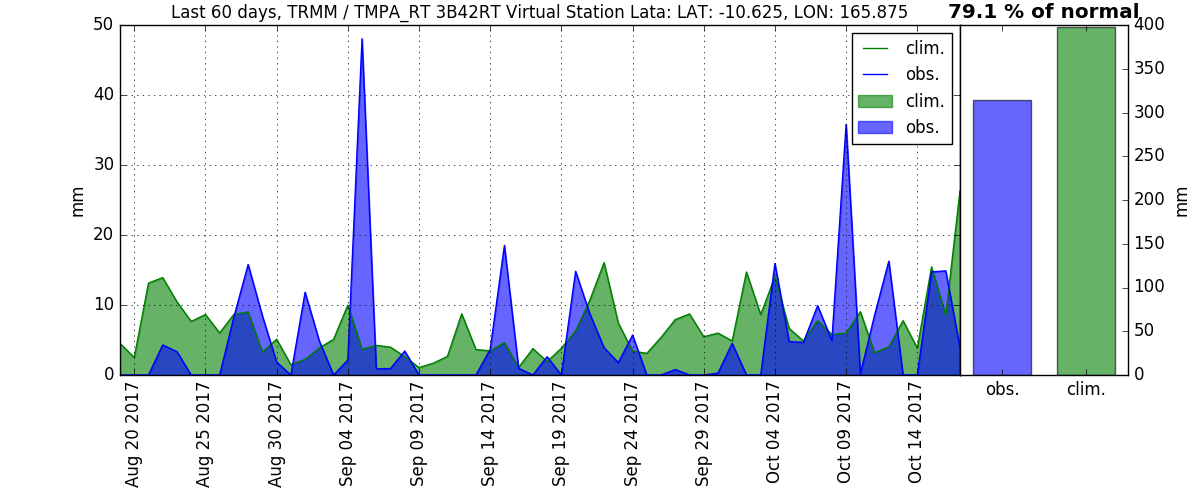 Last 60 days, TRMM / TMPA_RT 3B42RT Virtual Station Lata: LAT: -10.625, LON: 165.875
79.1 % of normal
50
40
30
20
10
0
mm
clim.
obs.
clim.
obs.
Aug 20 2017
Aug 25 2017
Aug 30 2017
Sep 04 2017
Sep 09 2017
Sep 14 2017
Sep 19 2017
Sep 24 2017
Sep 29 2017
Oct 04 2017
Oct 09 2017
Oct 14 2017
400
350
300
250
200
150
100
50
0
mm
obs.
clim.